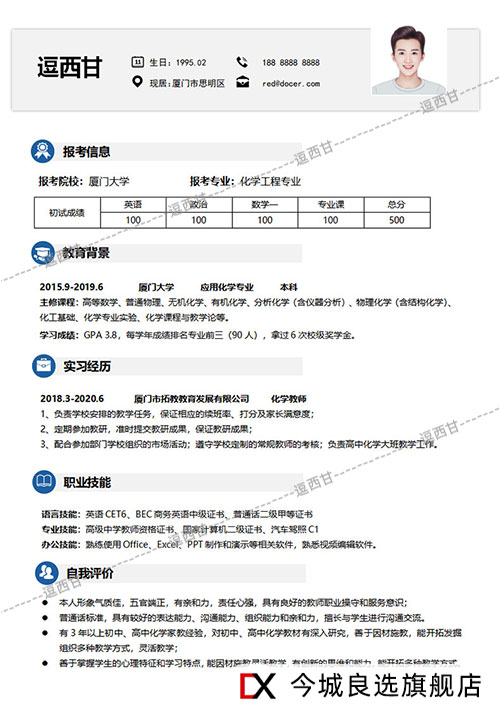 逗西甘
生日：1995.02
188 8888 8888
现居:厦门市思明区
red@docer.com
报考信息
报考院校：厦门大学 报考专业：化学工程专业
初试成绩 英语 政治 数学一 专业课 总分
100 100 100 100 500
教育背景
2015.9-2019.6 厦门大学 应用化学专业 本科
主修课程：高等数学、普通物理、无机化学、有机化学、分析化学（含仪器分析）、物理化学（含结构化学）、
化工基础、化学专业实验、化学课程与教学论等。
学习成绩：GPA 3.8，每学年成绩排名专业前三（90 人），拿过 6 次校级奖学金。
实习经历
2018.3-2020.6 厦门市拓教教育发展有限公司 化学教师
1、负责学校安排的教学任务，保证相应的续班率、打分及家长满意度；
2、定期参加教研，准时提交教研成果，保证教研成果；
3、配合参加部门学校组织的市场活动；遵守学校定制的常规教师的考核；负责高中化学大班教学工作。
职业技能
语言技能：英语 CET6、BEC 商务英语中级证书、普通话二级甲等证书
专业技能：高级中学教师资格证书、国家计算机二级证书、汽车驾照 C1
办公技能：熟练使用 Office、Excel、PPT 制作和演示等相关软件，熟悉视频编辑软件。
自我评价
● 本人形象气质佳，五官端正，有亲和力，责任心强，具有良好的教师职业操守和服务意识；
● 普通话标准，具有较好的表达能力、沟通能力、组织能力和亲和力，擅长与学生进行沟通交流。
● 有 3 年以上初中、高中化学家教经验，对初中、高中化学教材有深入研究，善于因材施教，能开拓发掘
组织多种教学方式，灵活教学；
● 善于掌握学生的心理特征和学习特点,能因材施教灵活教学,有创新的思维和能力,能开拓多种教学方式
DX 今城良选旗舰店
逗西甘
逗西甘
逗西甘
逗西甘
逗西甘
逗西甘
逗西甘